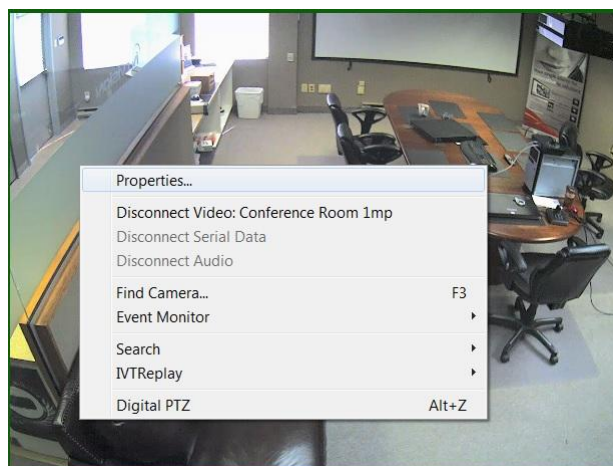 Properties...
Disconnect Video: Conference Room 1mp
Disconnect Serial Data
Disconnect Audio
Find Camera... F3
Event Monitor
Search
IVTReplay
Digital PTZ Alt+Z